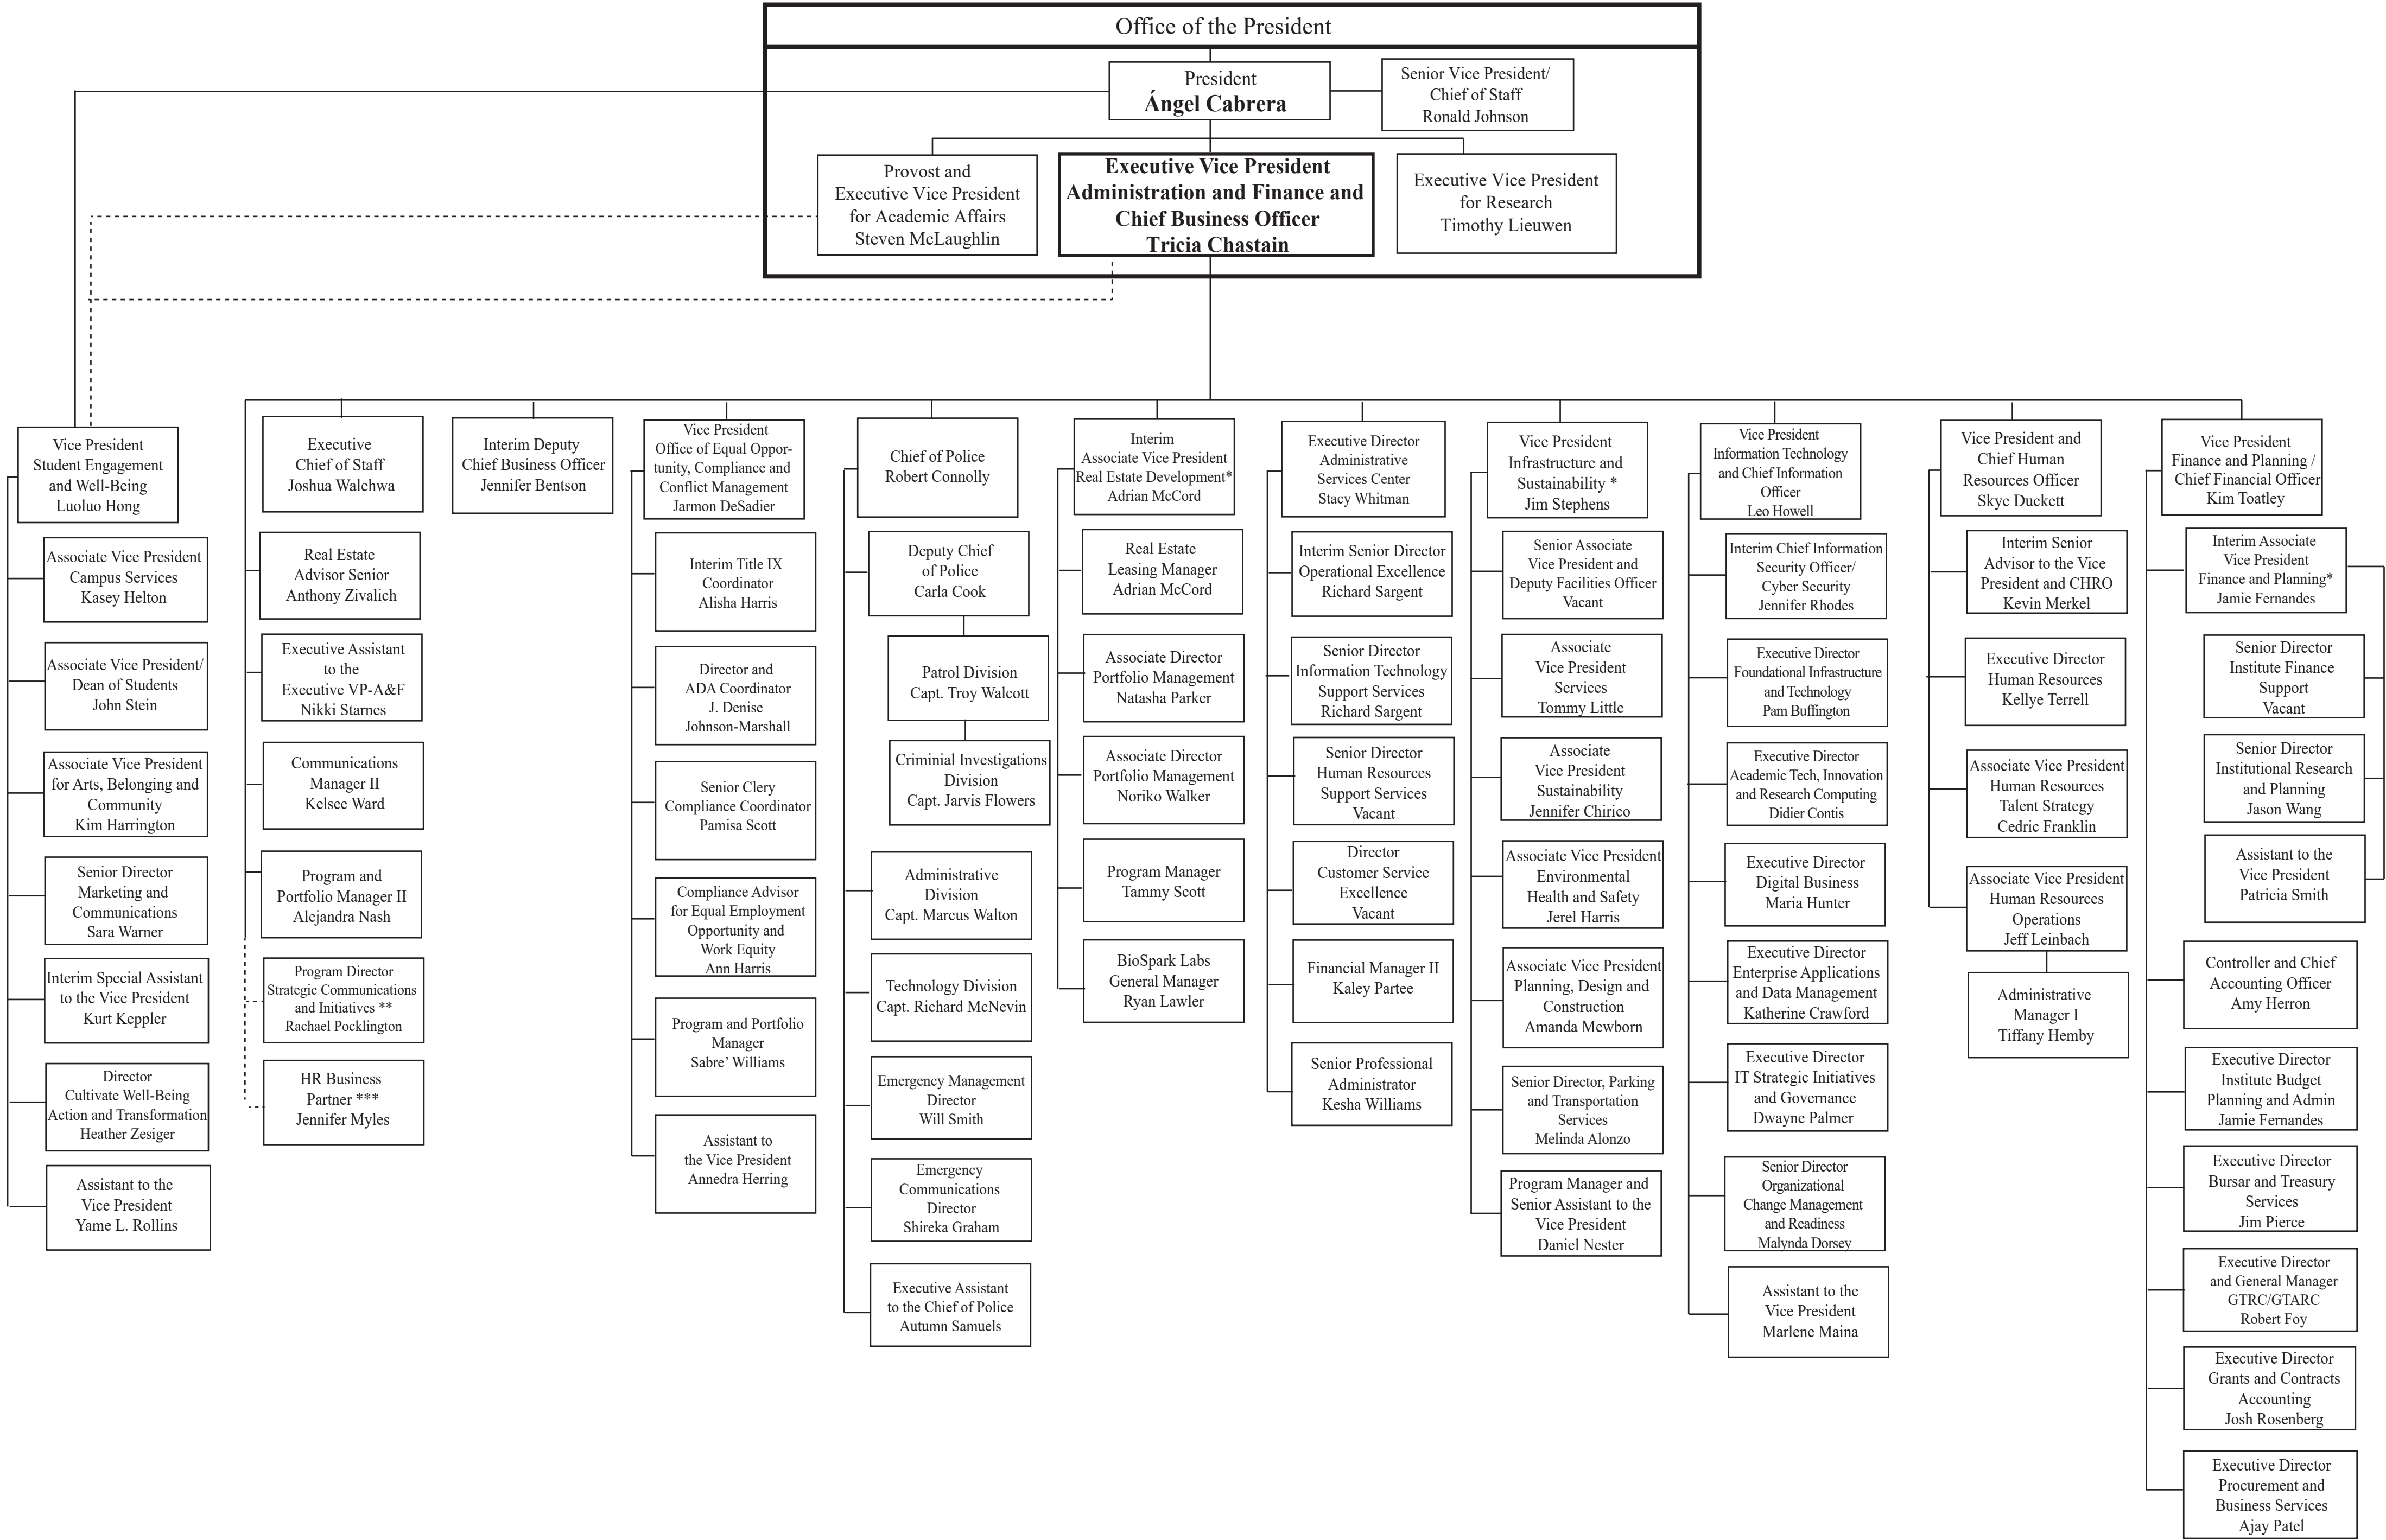 Office of the President
President
Ángel Cabrera
Senior Vice President/
Chief of Staff
Ronald Johnson
Provost and
Executive Vice President
for Academic Affairs
Steven McLaughlin
Executive Vice President
Administration and Finance and
Chief Business Officer
Tricia Chastain
Executive Vice President
for Research
Timothy Lieuwen
Vice President
Student Engagement
and Well-Being
Luoluo Hong
Associate Vice President
Campus Services
Kasey Helton
Associate Vice President/
Dean of Students
John Stein
Associate Vice President
for Arts, Belonging and
Community
Kim Harrington
Senior Director
Marketing and
Communications
Sara Warner
Interim Special Assistant
to the Vice President
Kurt Keppler
Director
Cultivate Well-Being
Action and Transformation
Heather Zesiger
Assistant to the
Vice President
Yame L. Rollins
Executive
Chief of Staff
Joshua Walehwa
Real Estate
Advisor Senior
Anthony Zivalich
Executive Assistant
to the
Executive VP-A&F
Nikki Starnes
Communications
Manager II
Kelsee Ward
Program and
Portfolio Manager II
Alejandra Nash
Program Director
Strategic Communications
and Initiatives **
Rachael Pocklington
HR Business
Partner ***
Jennifer Myles
Interim Deputy
Chief Business Officer
Jennifer Bentson
Vice President
Office of Equal Oppor-
tunity, Compliance and
Conflict Management
Jarmon DeSadier
Interim Title IX
Coordinator
Alisha Harris
Director and
ADA Coordinator
J. Denise
Johnson-Marshall
Senior Clery
Compliance Coordinator
Pamisa Scott
Compliance Advisor
for Equal Employment
Opportunity and
Work Equity
Ann Harris
Program and Portfolio
Manager
Sabre’ Williams
Assistant to
the Vice President
Annedra Herring
Chief of Police
Robert Connolly
Deputy Chief
of Police
Carla Cook
Patrol Division
Capt. Troy Walcott
Criminial Investigations
Division
Capt. Jarvis Flowers
Administrative
Division
Capt. Marcus Walton
Technology Division
Capt. Richard McNevin
Emergency Management
Director
Will Smith
Emergency
Communications
Director
Shireka Graham
Executive Assistant
to the Chief of Police
Autumn Samuels
Interim
Associate Vice President
Real Estate Development*
Adrian McCord
Real Estate
Leasing Manager
Adrian McCord
Associate Director
Portfolio Management
Natasha Parker
Associate Director
Portfolio Management
Noriko Walker
Program Manager
Tammy Scott
BioSpark Labs
General Manager
Ryan Lawler
Executive Director
Administrative
Services Center
Stacy Whitman
Interim Senior Director
Operational Excellence
Richard Sargent
Senior Director
Information Technology
Support Services
Richard Sargent
Senior Director
Human Resources
Support Services
Vacant
Director
Customer Service
Excellence
Vacant
Financial Manager II
Kaley Partee
Senior Professional
Administrator
Kesha Williams
Vice President
Infrastructure and
Sustainability *
Jim Stephens
Senior Associate
Vice President and
Deputy Facilities Officer
Vacant
Associate
Vice President
Services
Tommy Little
Associate
Vice President
Sustainability
Jennifer Chirico
Associate Vice President
Environmental
Health and Safety
Jerel Harris
Associate Vice President
Planning, Design and
Construction
Amanda Mewborn
Senior Director, Parking
and Transportation
Services
Melinda Alonzo
Program Manager and
Senior Assistant to the
Vice President
Daniel Nester
Vice President
Information Technology
and Chief Information
Officer
Leo Howell
Interim Chief Information
Security Officer/
Cyber Security
Jennifer Rhodes
Executive Director
Foundational Infrastructure
and Technology
Pam Buffington
Executive Director
Academic Tech, Innovation
and Research Computing
Didier Contis
Executive Director
Digital Business
Maria Hunter
Executive Director
Enterprise Applications
and Data Management
Katherine Crawford
Executive Director
IT Strategic Initiatives
and Governance
Dwayne Palmer
Senior Director
Organizational
Change Management
and Readiness
Malynda Dorsey
Assistant to the
Vice President
Marlene Maina
Vice President and
Chief Human
Resources Officer
Skye Duckett
Interim Senior
Advisor to the Vice
President and CHRO
Kevin Merkel
Executive Director
Human Resources
Kellye Terrell
Associate Vice President
Human Resources
Talent Strategy
Cedric Franklin
Associate Vice President
Human Resources
Operations
Jeff Leinbach
Administrative
Manager I
Tiffany Hemby
Vice President
Finance and Planning /
Chief Financial Officer
Kim Toatley
Interim Associate
Vice President
Finance and Planning*
Jamie Fernandes
Senior Director
Institute Finance
Support
Vacant
Senior Director
Institutional Research
and Planning
Jason Wang
Assistant to the
Vice President
Patricia Smith
Controller and Chief
Accounting Officer
Amy Herron
Executive Director
Institute Budget
Planning and Admin
Jamie Fernandes
Executive Director
Bursar and Treasury
Services
Jim Pierce
Executive Director
and General Manager
GTRC/GTARC
Robert Foy
Executive Director
Grants and Contracts
Accounting
Josh Rosenberg
Executive Director
Procurement and
Business Services
Ajay Patel